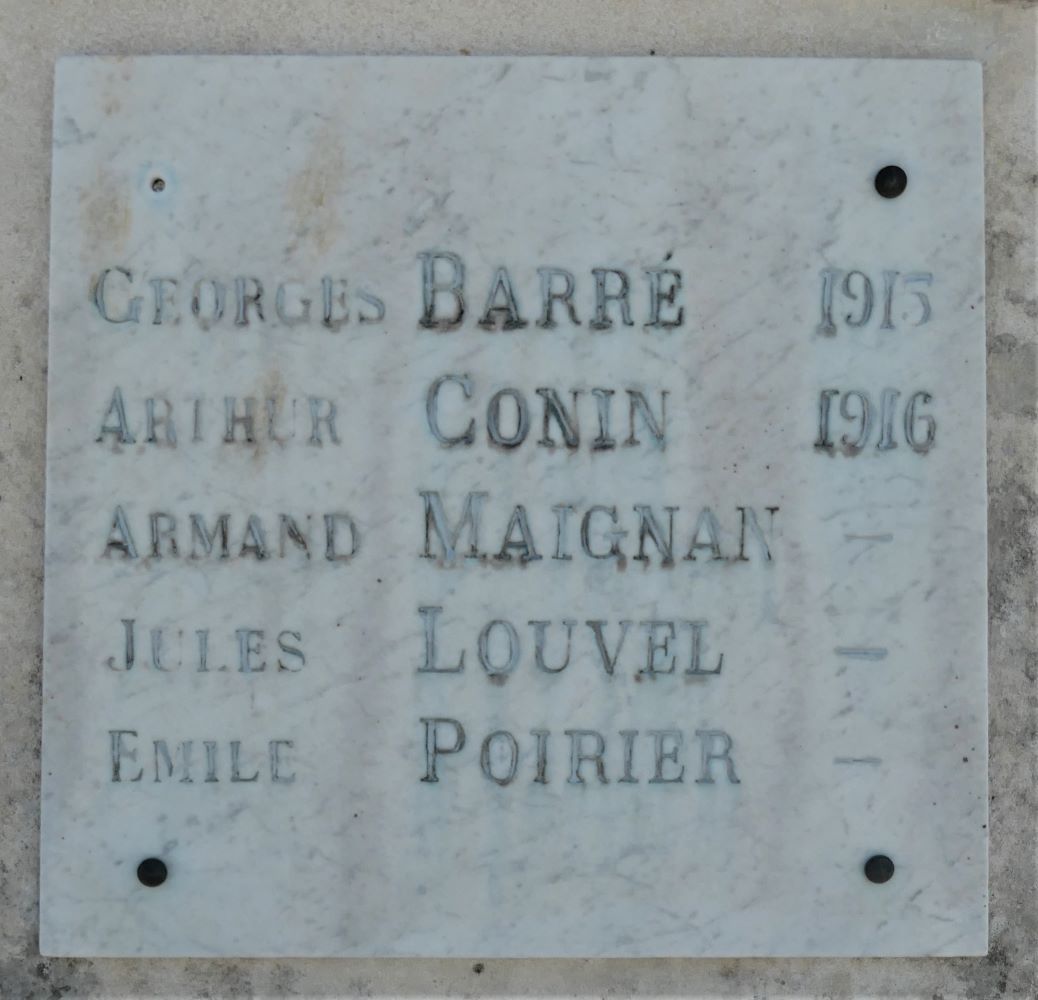 GEORGES BARRÉ 1915
ARTHUR CONIN 1916
ARMAND MAIGNAN —
JULES LOUVEL —
EMILE POIRIER —